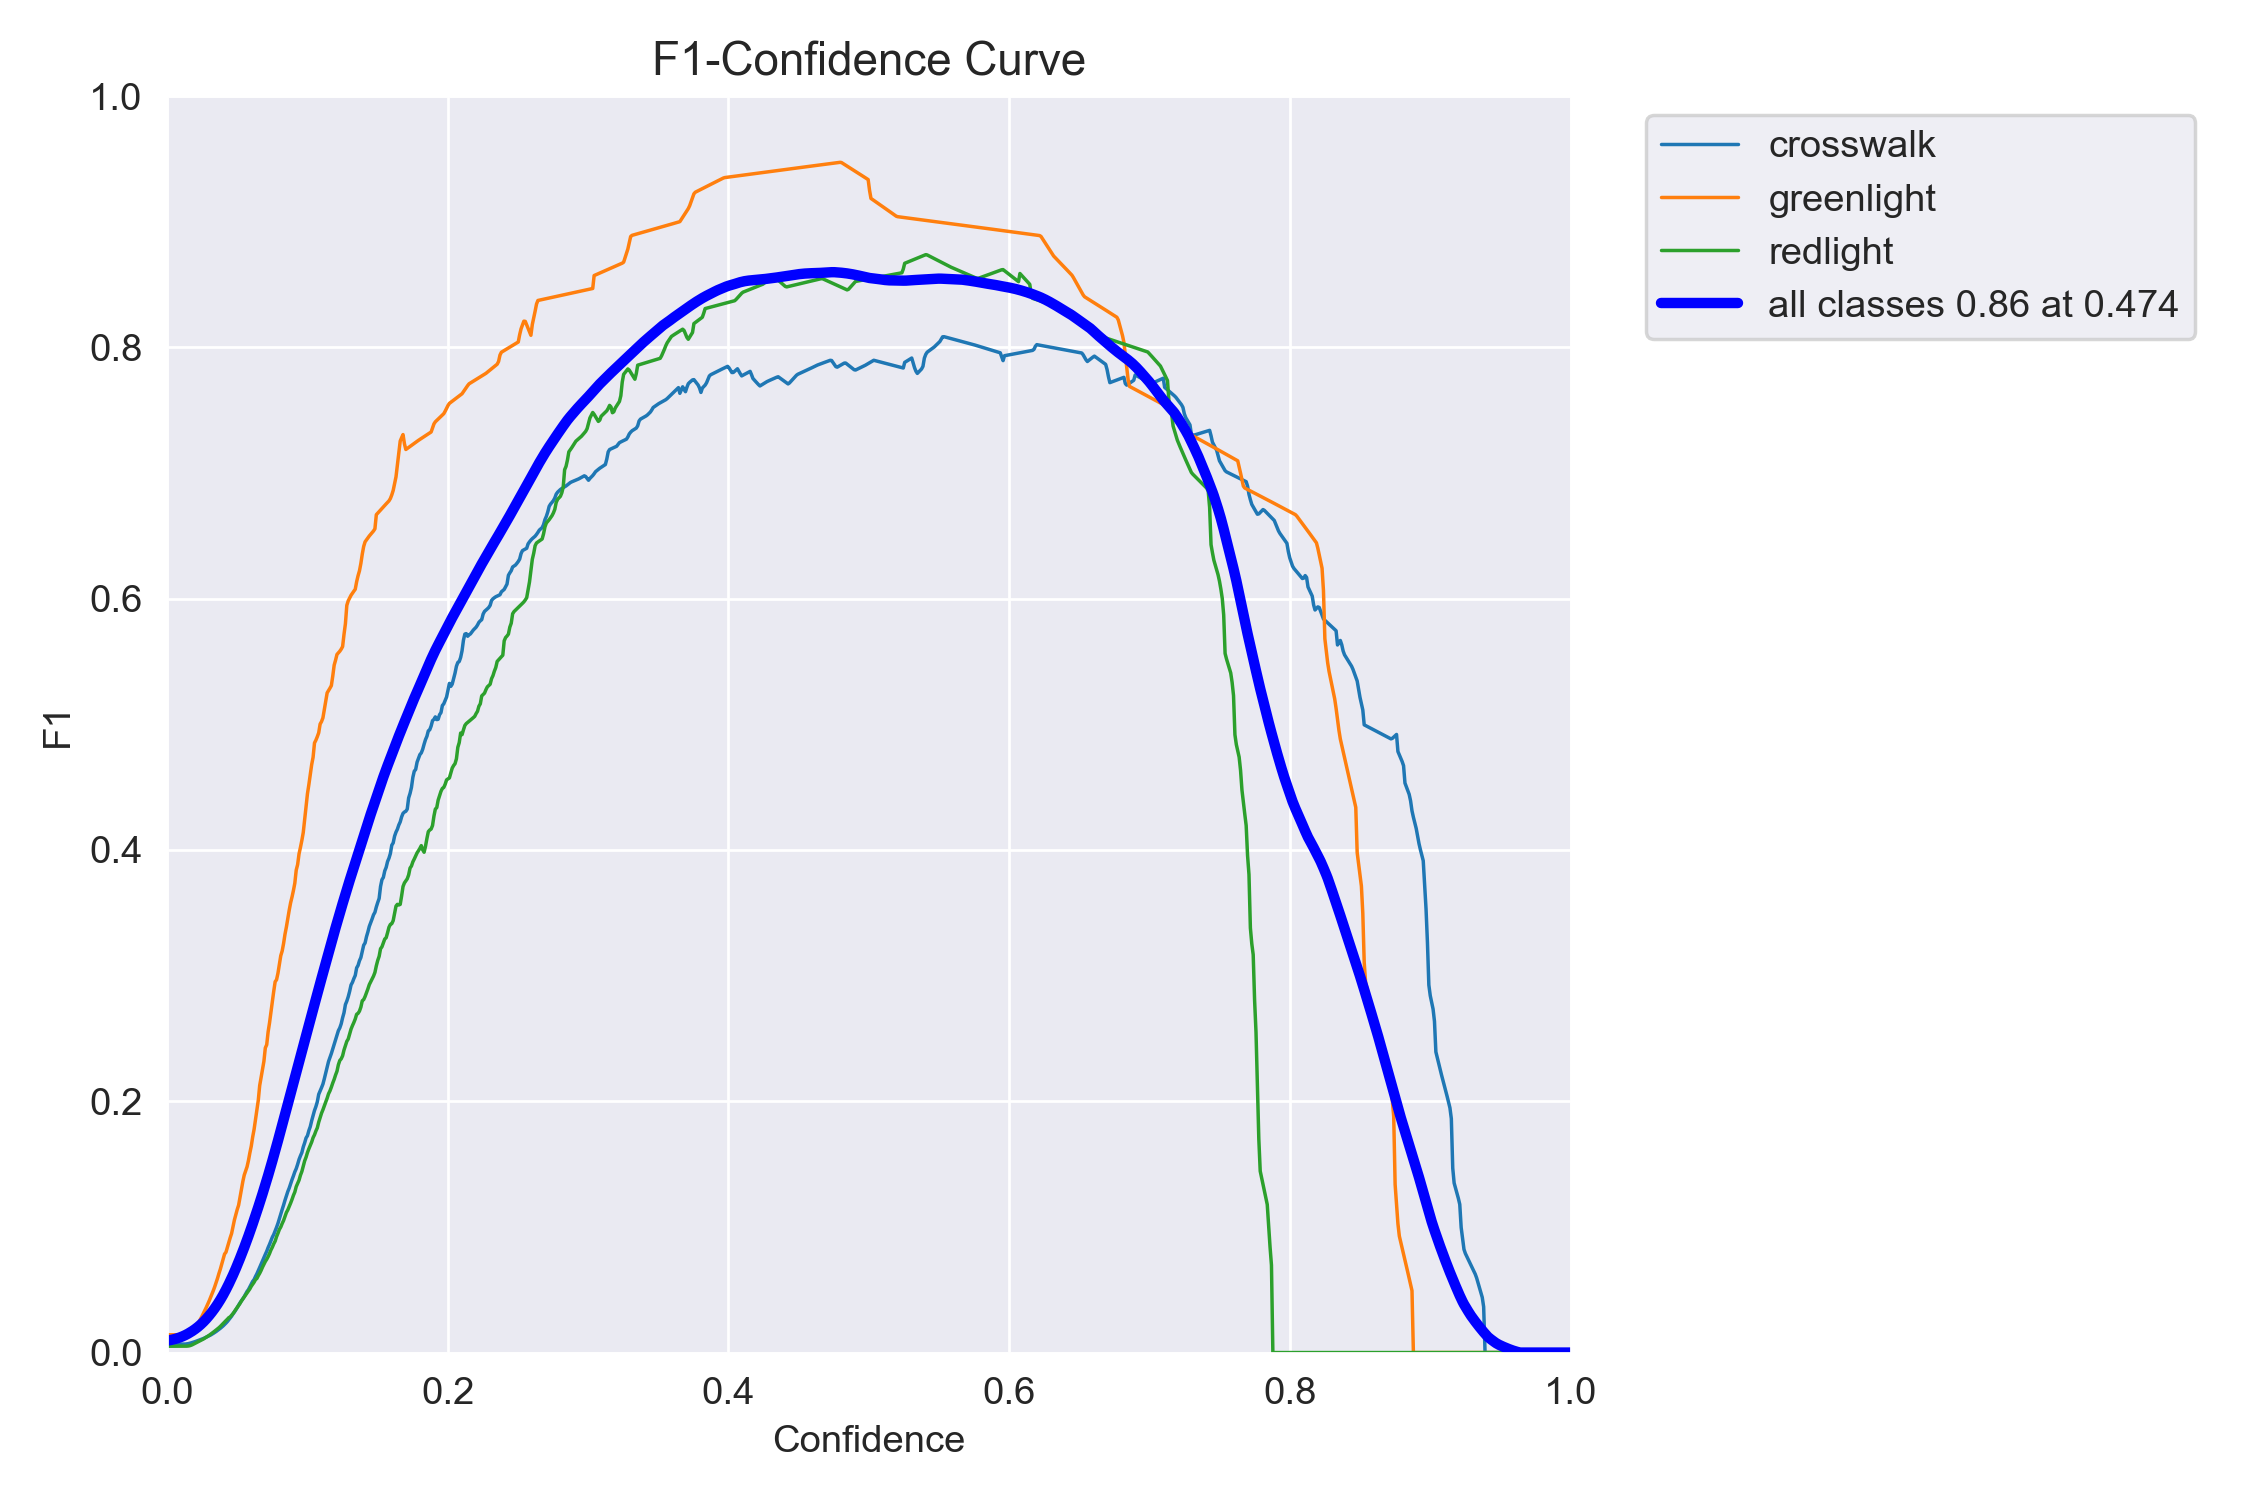 F1-Confidence Curve
1.0
0.8
0.6
0.4
0.2
0.0
F1
0.0 0.2 0.4 0.6 0.8 1.0
Confidence
crosswalk
greenlight
redlight
all classes 0.86 at 0.474